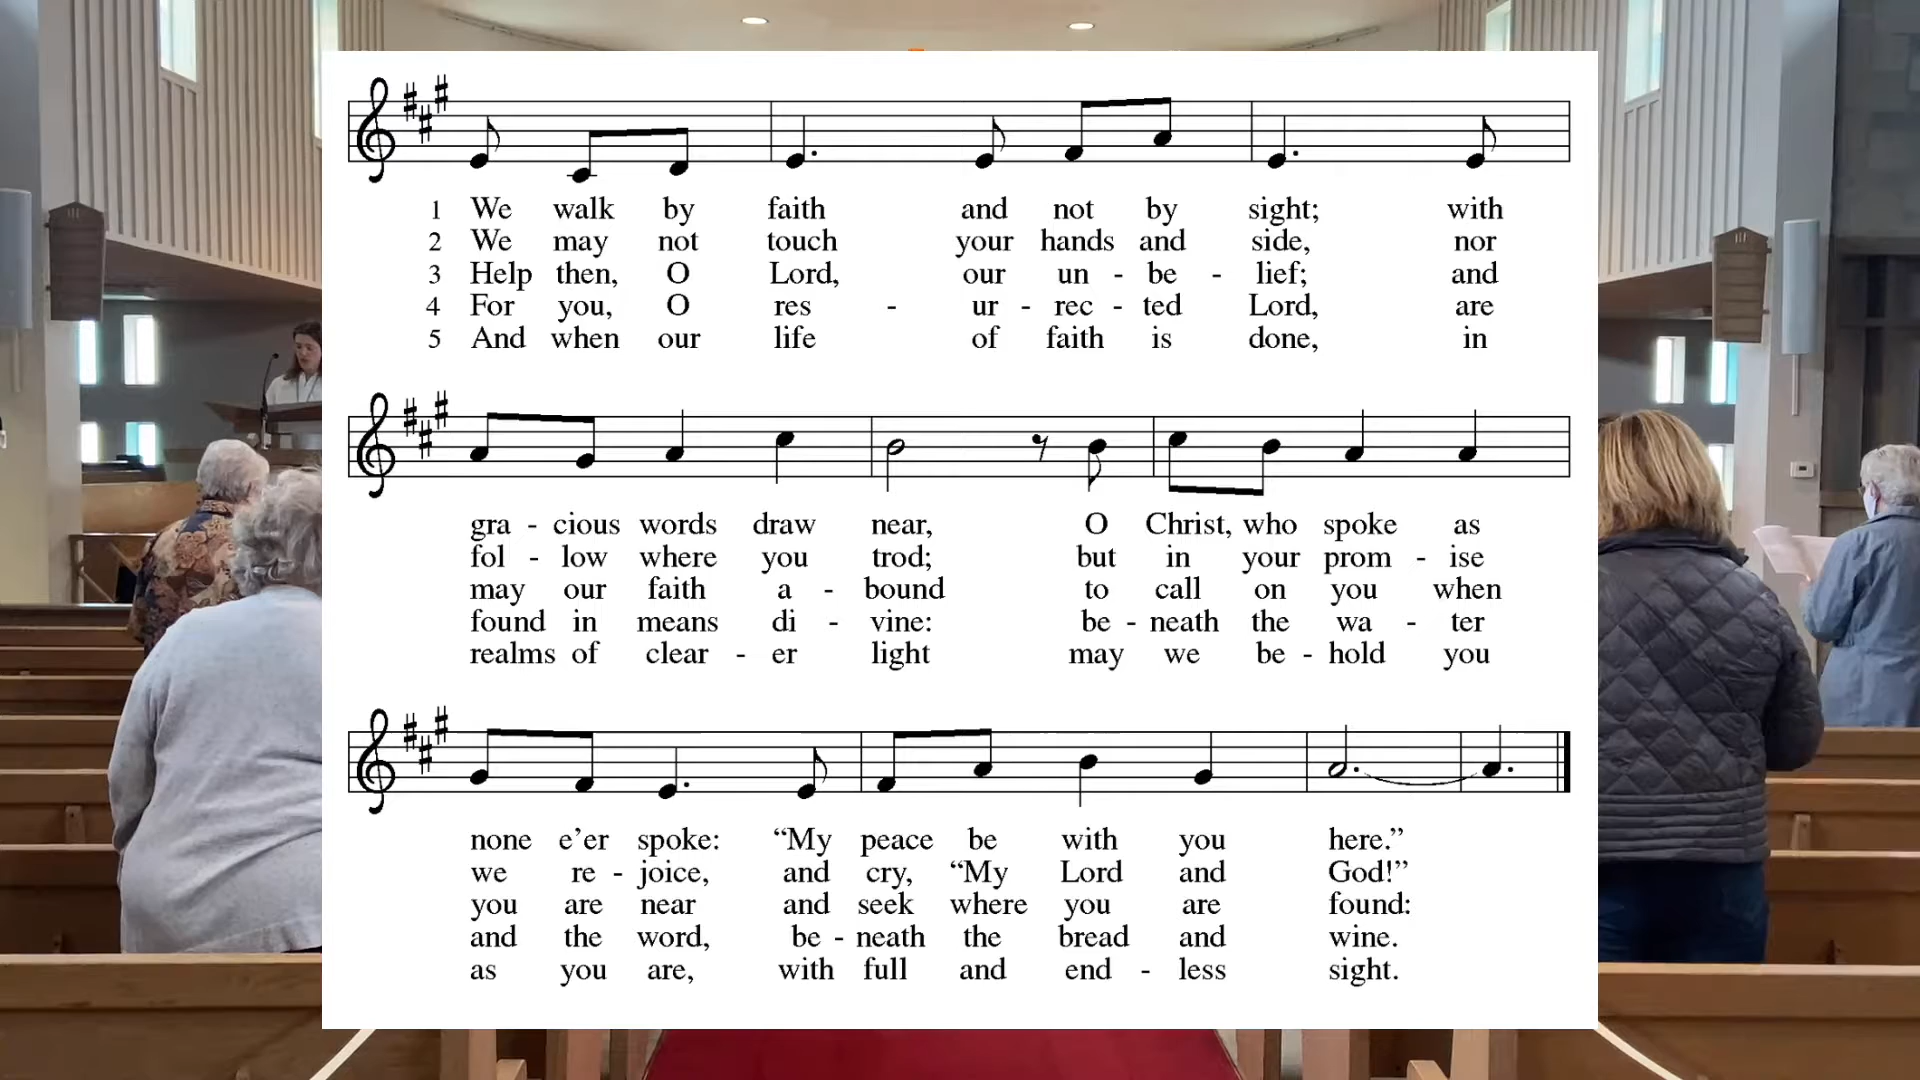 1 We walk by faith and not by sight; with
2 We may not touch your hands and side, nor
3 Help then, O Lord, our un - be - lief; and
4 For you, O res - ur - rec - ted Lord, are
5 And when our life of faith is done, in
gra - cious words draw near, O Christ, who spoke as
fol - low where you trod; but in your prom - ise
may our faith a - bound to call on you when
found in means di - vine: be - neath the wa - ter
realms of clear - er light may we be - hold you
none e’er spoke: “My peace be with you here.”
we re - joice, and cry, “My Lord and God!”
you are near and seek where you are found:
and the word, be - neath the bread and wine.
as you are, with full and end - less sight.